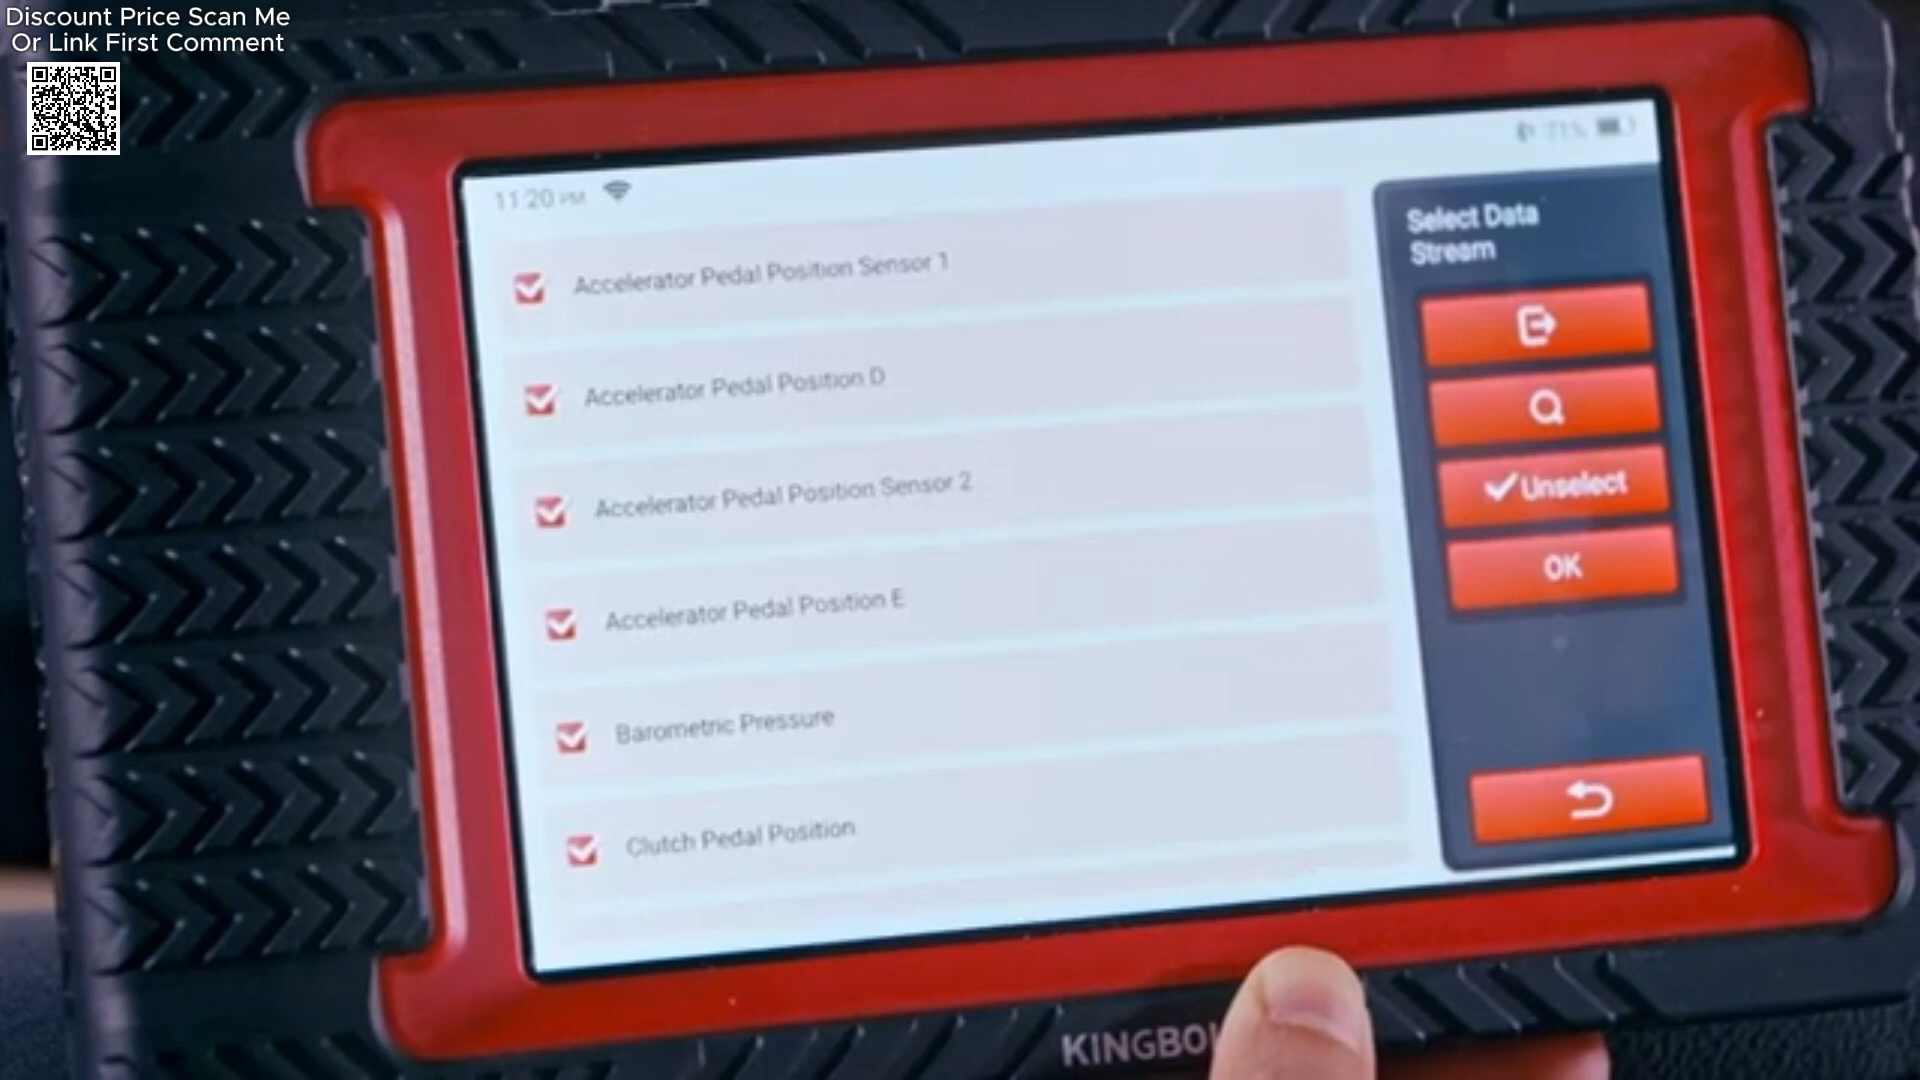 Discount Price Scan Me
Or Link First Comment
11:20 PM
71%
Select Data
Stream
Accelerator Pedal Position Sensor 1
Accelerator Pedal Position D
Accelerator Pedal Position Sensor 2
Accelerator Pedal Position E
Barometric Pressure
Clutch Pedal Position
Unselect
OK